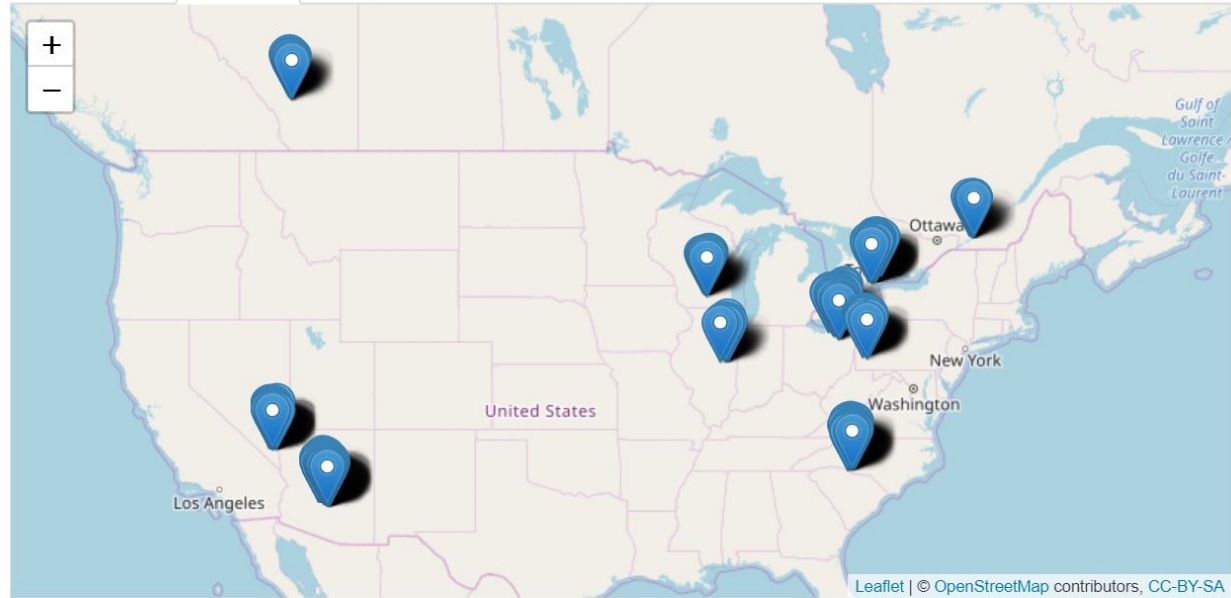 +
−
Gulf of
Saint
Lawrence /
Golfe
du Saint-
Laurent
Ottawa
New York
Washington
United States
Los Angeles
Leaflet | © OpenStreetMap contributors, CC-BY-SA